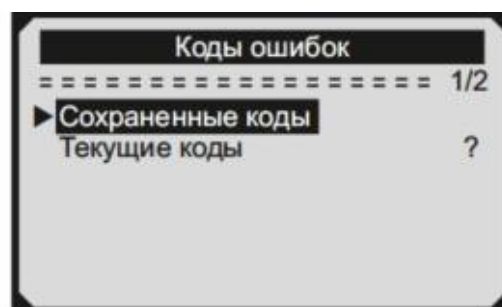 Коды ошибок
= = = = = = = = = = = = = = = = = = 1/2
▶Сохраненные коды
Текущие коды ?